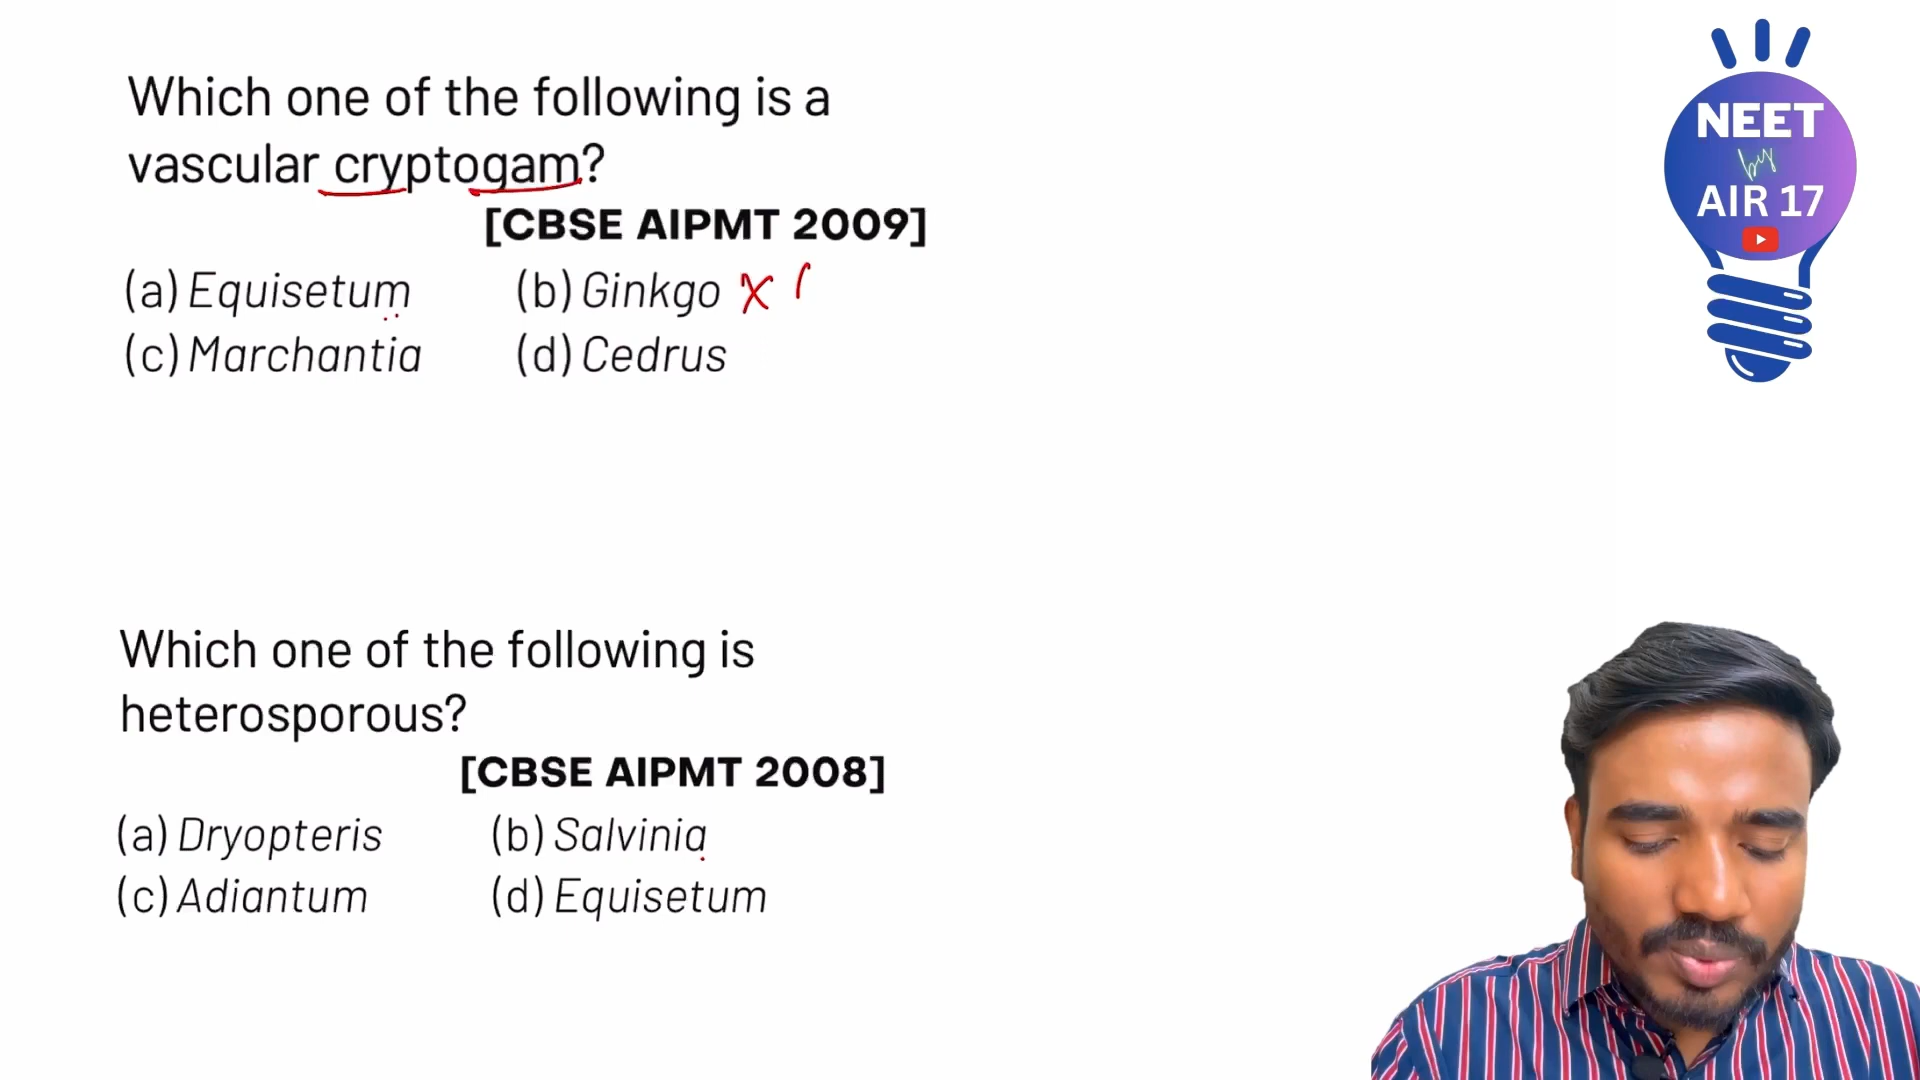 Which one of the following is a
vascular cryptogam?
[CBSE AIPMT 2009]
(a) Equisetum (b) Ginkgo x
(c) Marchantia (d) Cedrus
Which one of the following is
heterosporous?
[CBSE AIPMT 2008]
(a) Dryopteris (b) Salvinia
(c) Adiantum (d) Equisetum
NEET
by
AIR 17